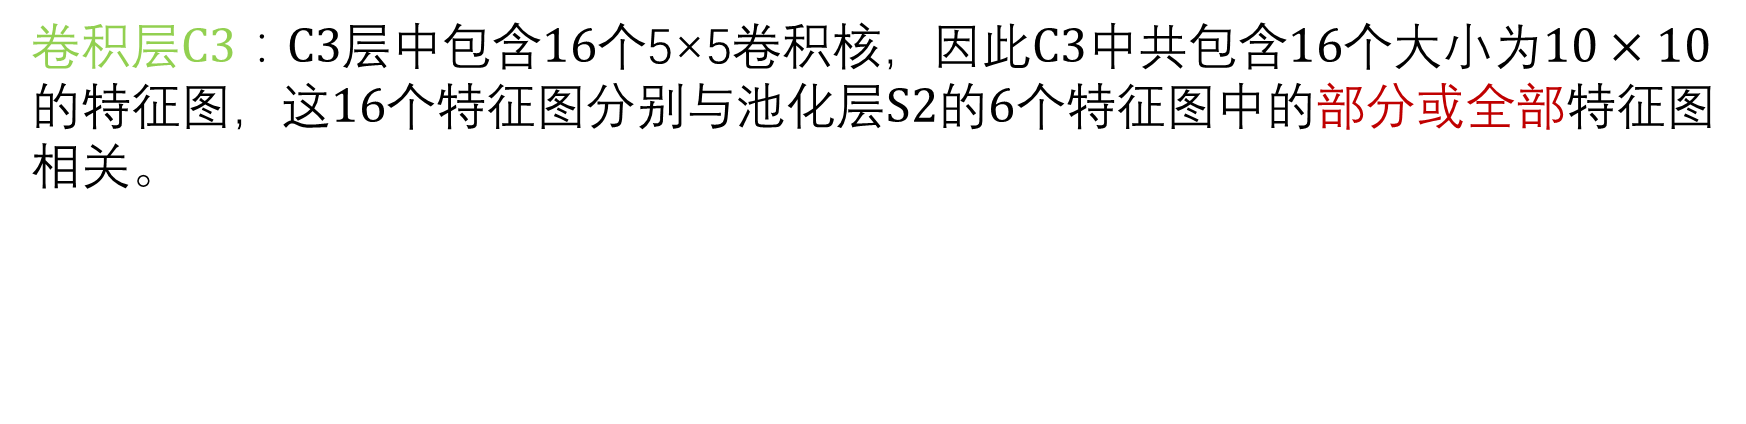 卷积层C3：C3层中包含16个5×5卷积核，因此C3中共包含16个大小为10 × 10
的特征图，这16个特征图分别与池化层S2的6个特征图中的部分或全部特征图
相关。